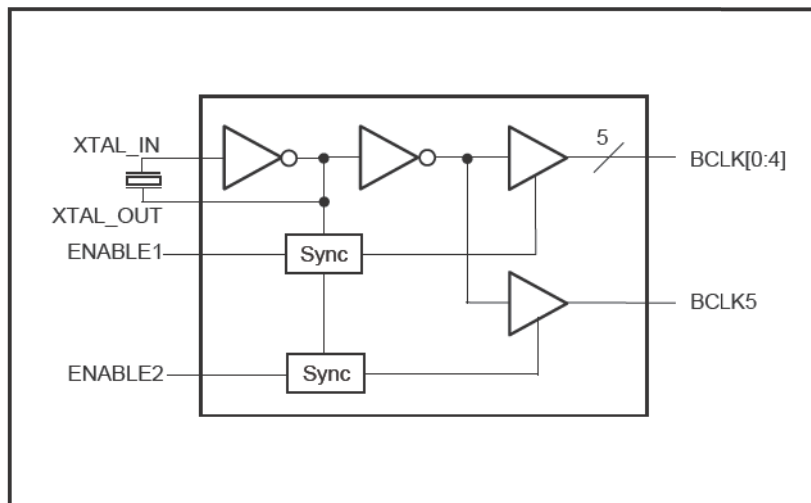 XTAL_IN
5
BCLK[0:4]
XTAL_OUT
ENABLE1
Sync
BCLK5
ENABLE2
Sync